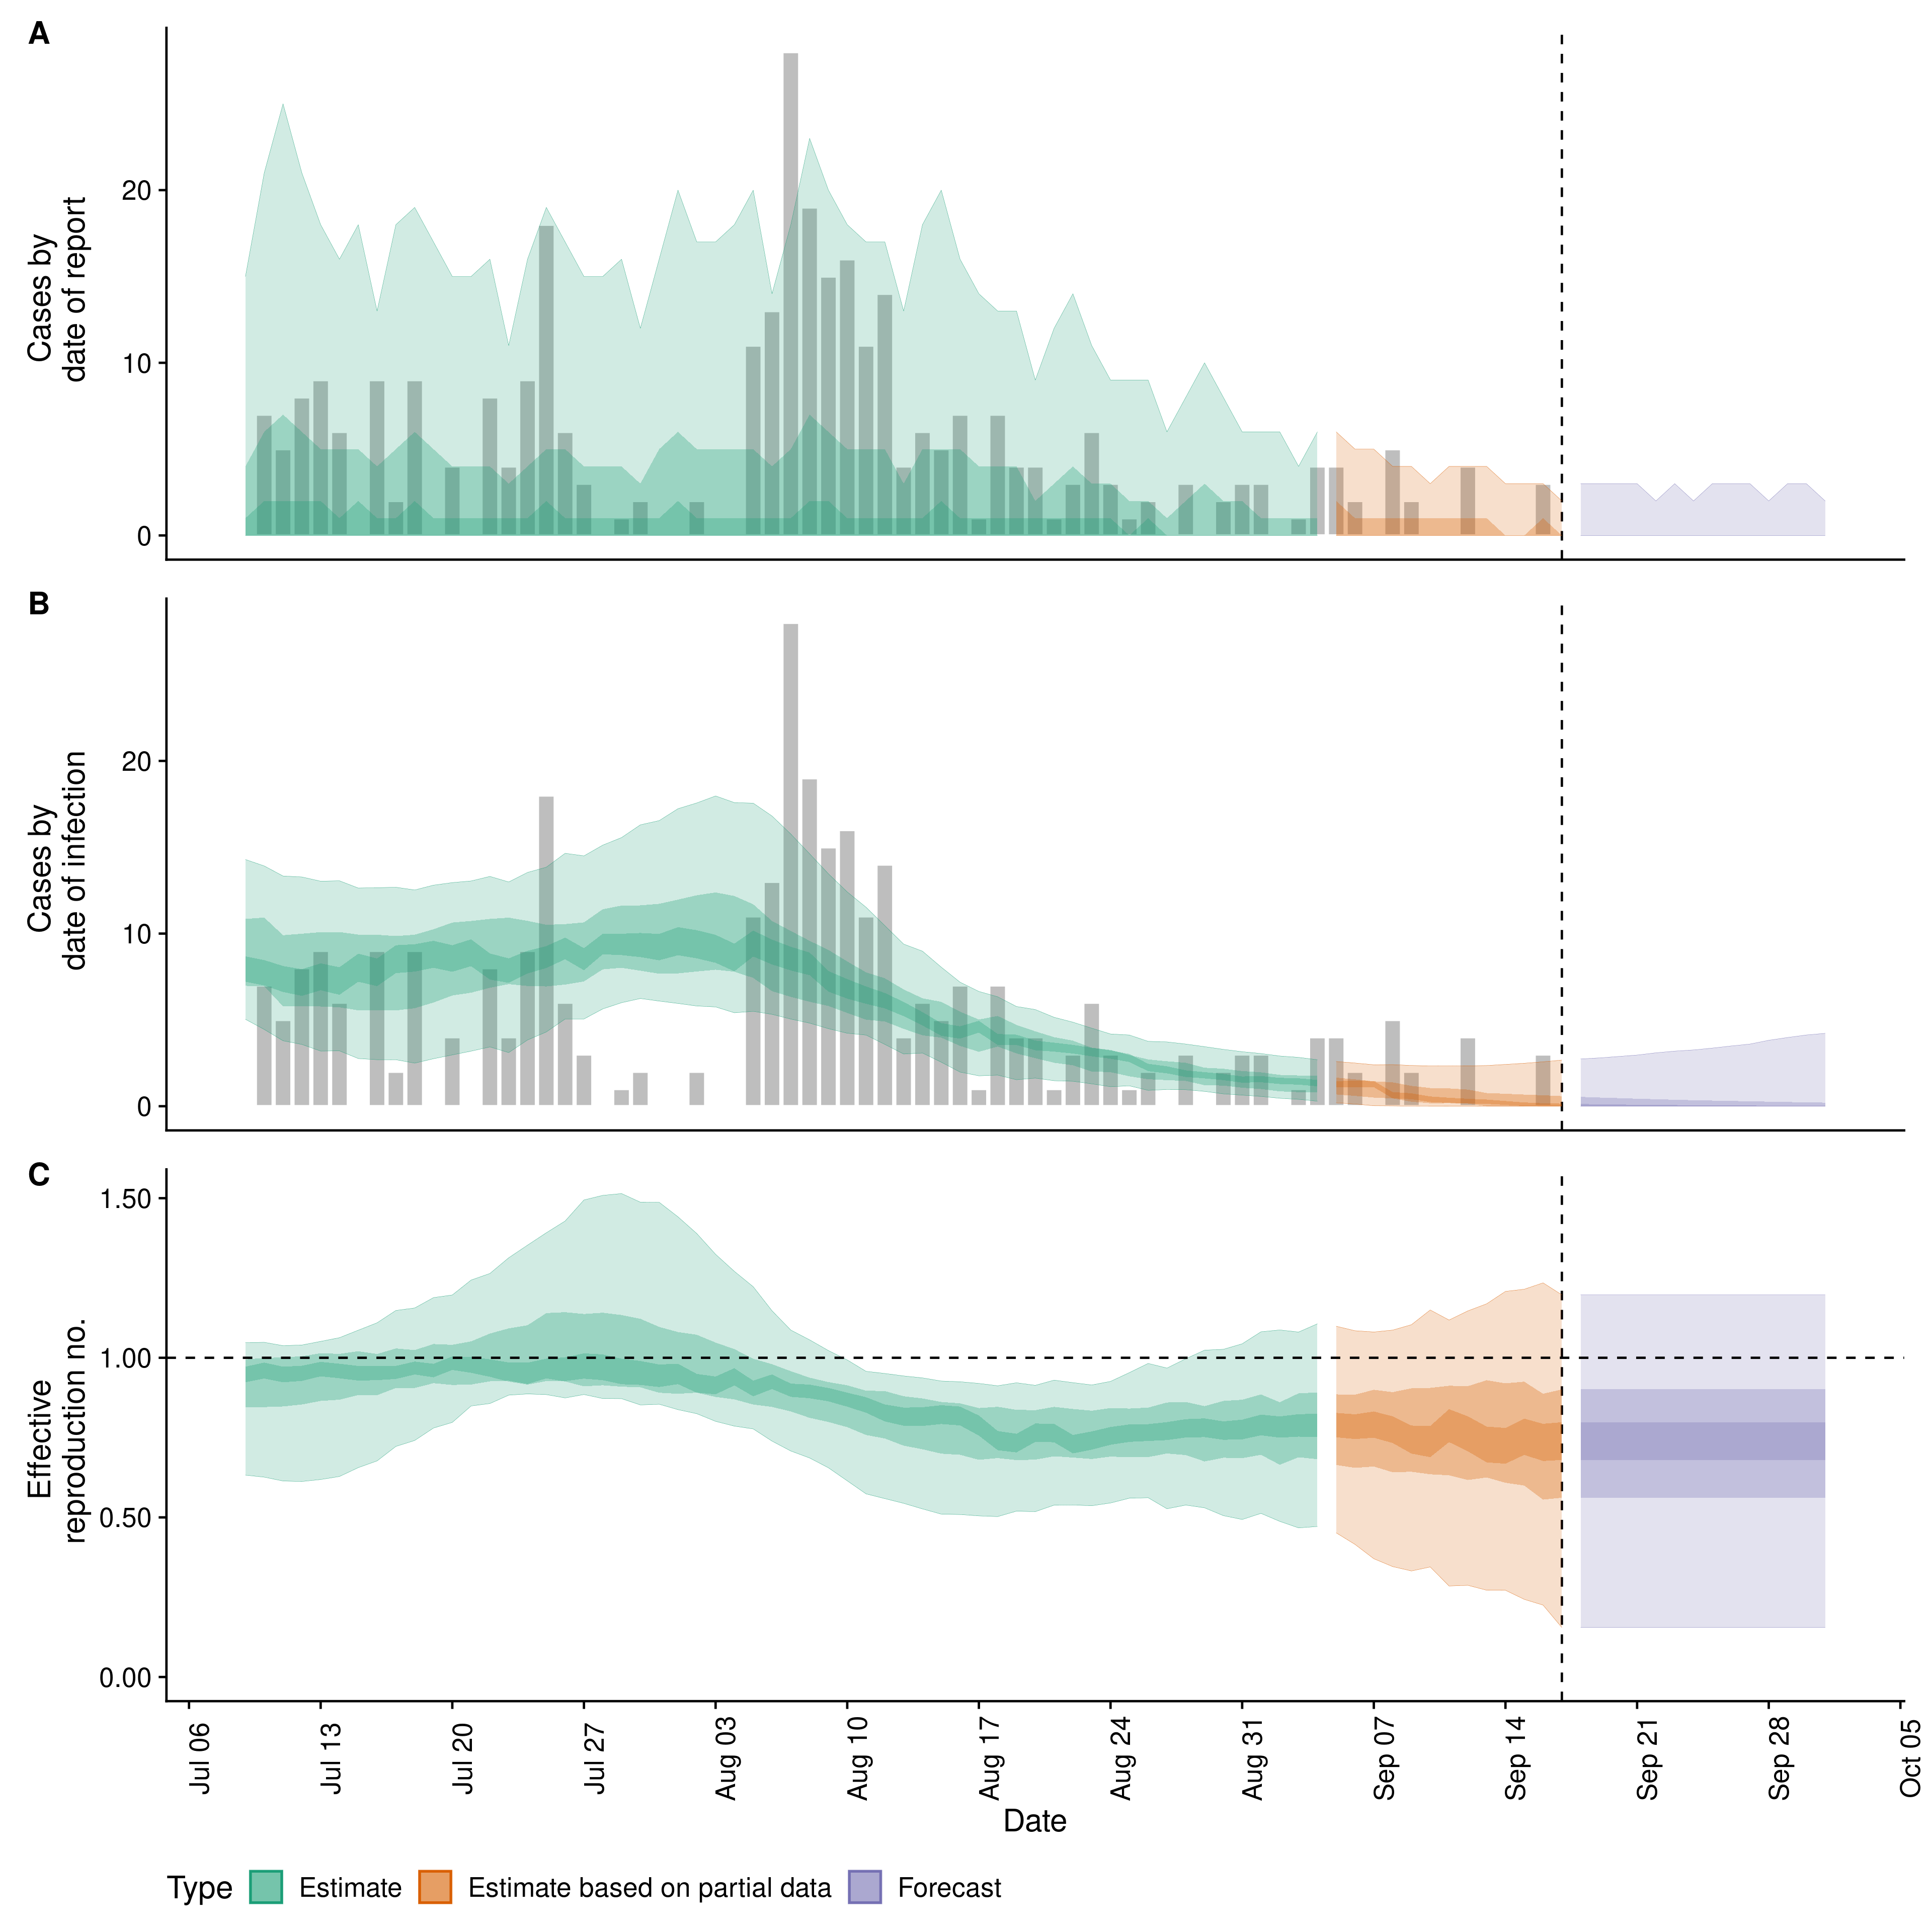 A
Cases by
date of report
20
10
0
B
Cases by
date of infection
20
10
0
C
Effective
reproduction no.
1.50
1.00
0.50
0.00
Jul 06
Jul 13
Jul 20
Jul 27
Aug 03
Aug 10
Aug 17
Aug 24
Aug 31
Sep 07
Sep 14
Sep 21
Sep 28
Oct 05
Date
Type Estimate Estimate based on partial data Forecast